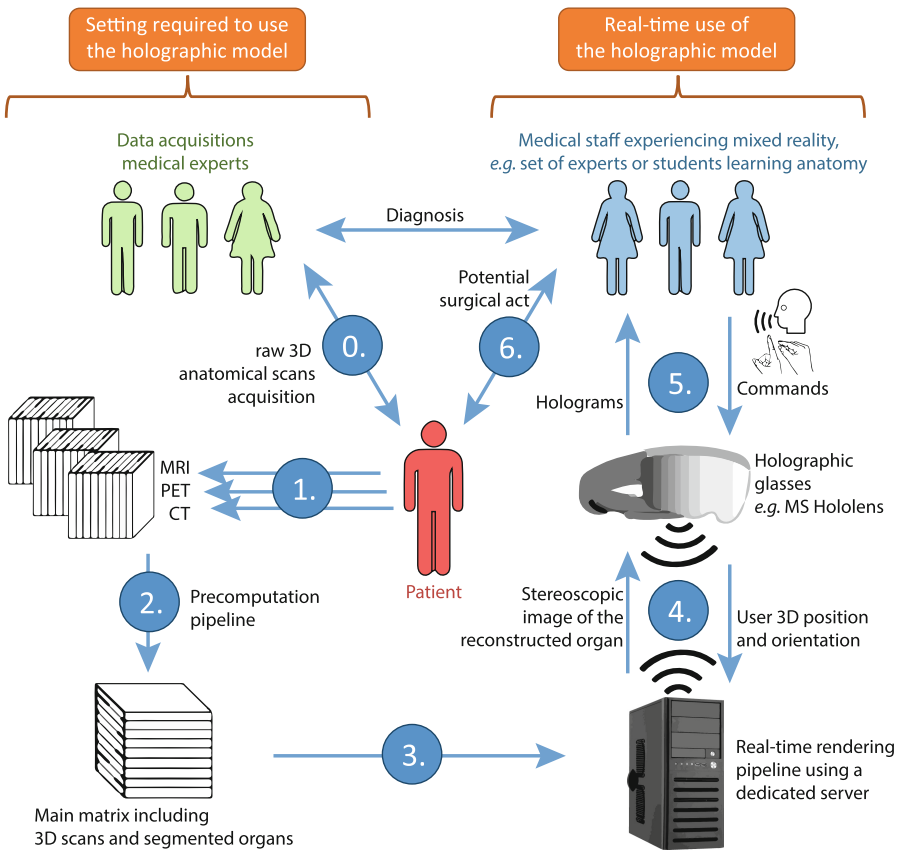 Setting required to use
the holographic model
Real-time use of
the holographic model
Data acquisitions
medical experts
Medical staff experiencing mixed reality,
e.g. set of experts or students learning anatomy
Diagnosis
Potential
surgical act
0.
6.
raw 3D
anatomical scans
acquisition
5.
Holograms
Commands
MRI
PET
CT
1.
Holographic
glasses
e.g. MS Hololens
Patient
2.
Precomputation
pipeline
Stereoscopic
image of the
reconstructed organ
4.
User 3D position
and orientation
3.
Real-time rendering
pipeline using a
dedicated server
Main matrix including
3D scans and segmented organs